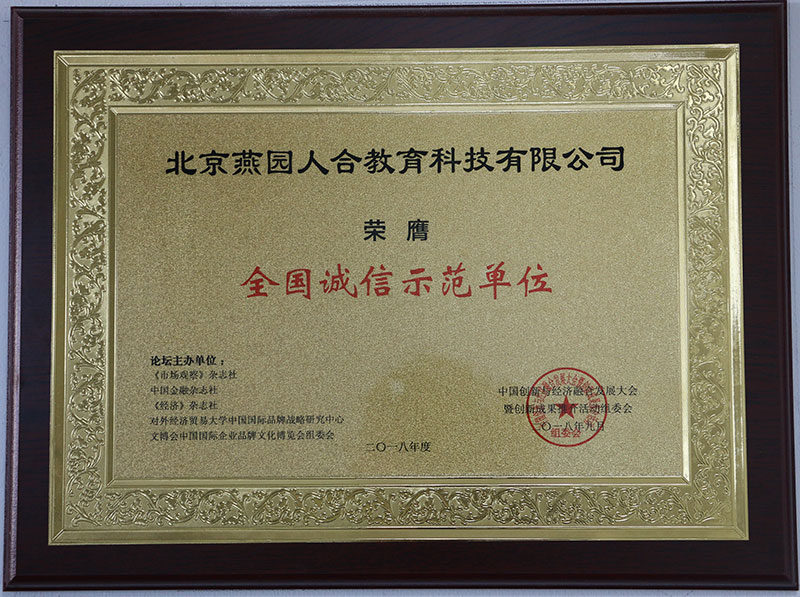 北京燕园人合教育科技有限公司
荣膺
全国诚信示范单位
论坛主办单位：
《市场观察》杂志社
中国金融杂志社
《经济》杂志社
对外经济贸易大学中国国际品牌战略研究中心
文博会中国国际企业品牌文化博览会组委会
二〇一八年度
中国创新与经济融合发展大会
暨创新成果推介活动组委会
二〇一八年九月
组委会